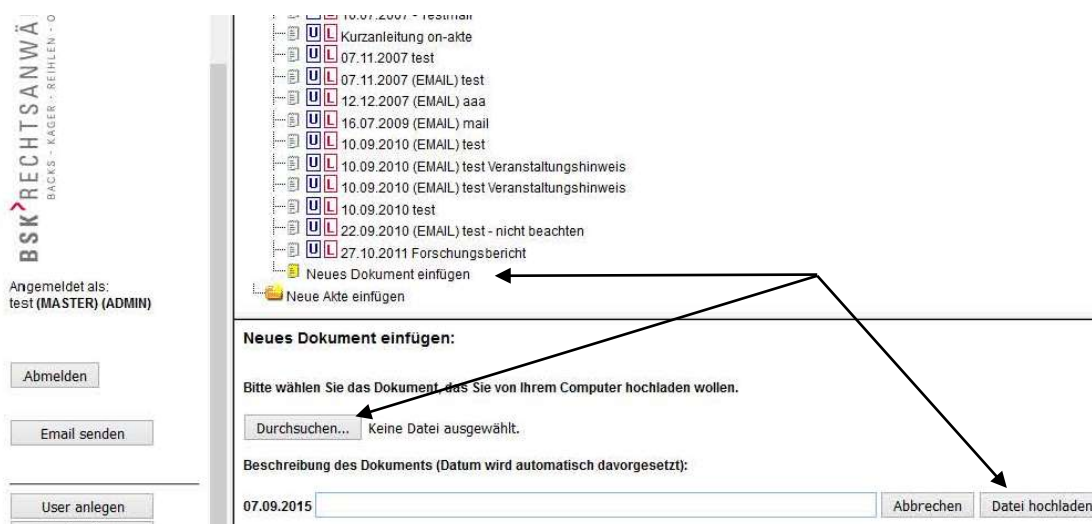 BSK^RECHTSANWÄ
BACKS - KAGER - REIHLEN - O
Angemeldet als:
test (MASTER) (ADMIN)
Abmelden
Email senden
User anlegen
10.07.2007 - Testmail
U L Kurzanleitung on-akte
U L 07.11.2007 test
U L 07.11.2007 (EMAIL) test
U L 12.12.2007 (EMAIL) aaa
U L 16.07.2009 (EMAIL) mail
U L 10.09.2010 (EMAIL) test
U L 10.09.2010 (EMAIL) test Veranstaltungshinweis
U L 10.09.2010 (EMAIL) test Veranstaltungshinweis
U L 10.09.2010 test
U L 22.09.2010 (EMAIL) test - nicht beachten
U L 27.10.2011 Forschungsbericht
Neues Dokument einfügen
Neue Akte einfügen
Neues Dokument einfügen:
Bitte wählen Sie das Dokument, das Sie von Ihrem Computer hochladen wollen.
Durchsuchen... Keine Datei ausgewählt.
Beschreibung des Dokuments (Datum wird automatisch davorgesetzt):
07.09.2015 Abbrechen Datei hochladen